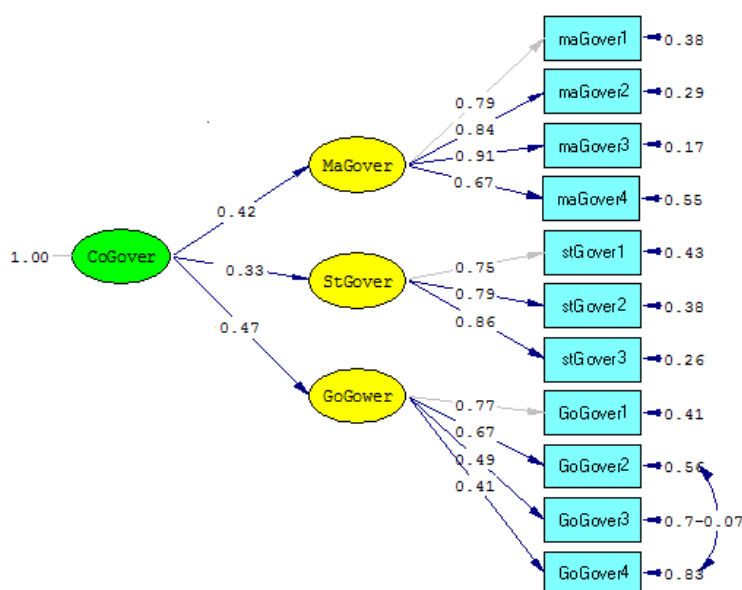 maGover1 0.38
0.79
maGover2 0.29
0.84
MaGover
0.91 maGover3 0.17
0.67
maGover4 0.55
0.42
1.00 CoGover
stGover1 0.43
0.33 StGover 0.75
0.79 stGover2 0.38
0.86
0.47
stGover3 0.26
GoGower 0.77 GoGover1 0.41
0.67
0.49 GoGover2 0.56
0.41
GoGover3 0.7-0.07
GoGover4 0.83